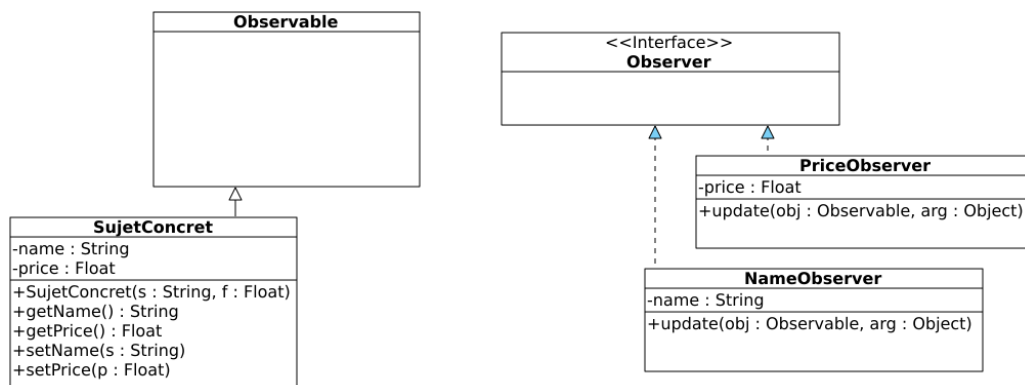 Observable
<<Interface>>
Observer
PriceObserver
-price : Float
+update(obj : Observable, arg : Object)
SujetConcret
-name : String
-price : Float
+SujetConcret(s : String, f : Float)
+getName() : String
+getPrice() : Float
+setName(s : String)
+setPrice(p : Float)
NameObserver
-name : String
+update(obj : Observable, arg : Object)